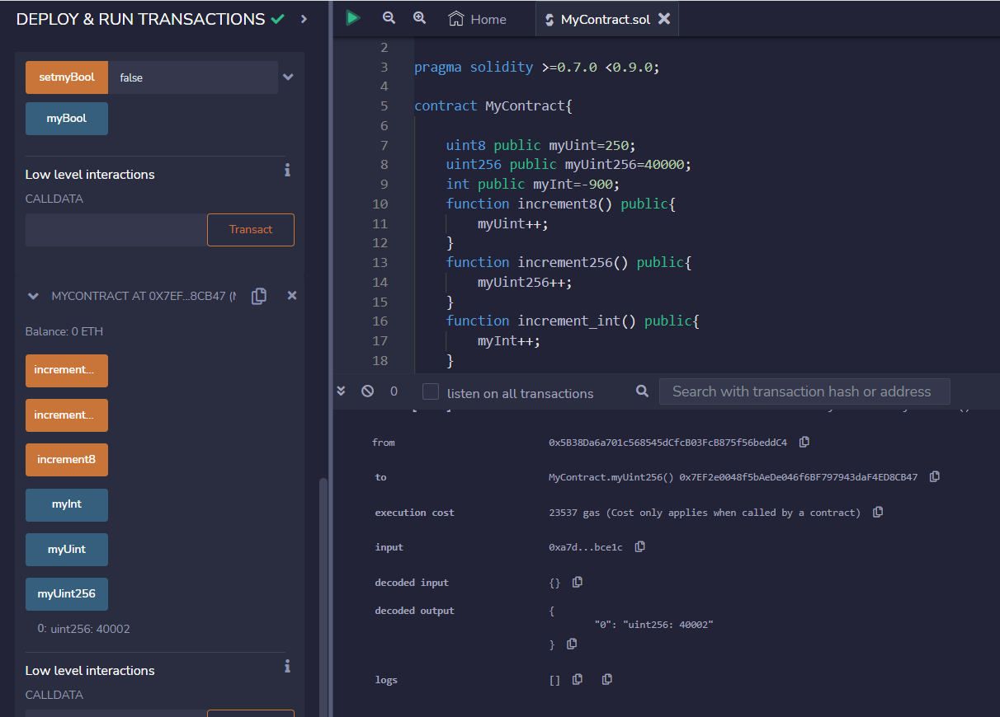 DEPLOY & RUN TRANSACTIONS
setmyBool false
myBool
Low level interactions
CALLDATA
Transact
MYCONTRACT AT 0X7EF...8CB47 (
Balance: 0 ETH
increment...
increment...
increment8
myInt
myUint
myUint256
0: uint256: 40002
Low level interactions
CALLDATA
Home
MyContract.sol
2
3 pragma solidity >=0.7.0 <0.9.0;
4
5 contract MyContract{
6
7 uint8 public myUint=250;
8 uint256 public myUint256=40000;
9 int public myInt=-900;
10 function increment8() public{
11 myUint++;
12 }
13 function increment256() public{
14 myUint256++;
15 }
16 function increment_int() public{
17 myInt++;
18 }
0 listen on all transactions Search with transaction hash or address
from 0x5B38Da6a701c568545dCfcB03FcB875f56beddC4
to MyContract.myUint256() 0x7EF2e0048f5bAeDe046f6BF797943daF4ED8CB47
execution cost 23537 gas (Cost only applies when called by a contract)
input 0xa7d...bce1c
decoded input {}
decoded output {
"0": "uint256: 40002"
}
logs []